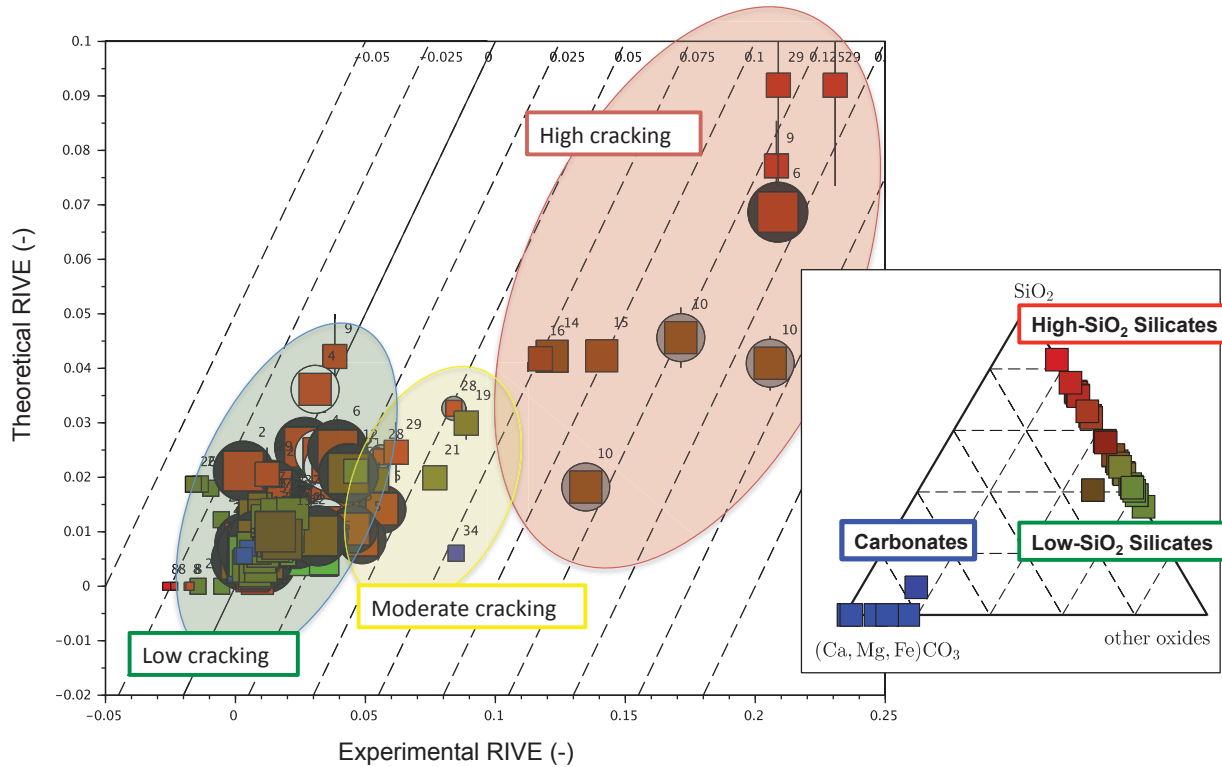 0.1
0.09
0.08
0.07
0.06
0.05
0.04
0.03
0.02
0.01
0
−0.01
−0.02
Theoretical RIVE (-)
−0.05 −0.025 0 0.025 0.05 0.075 0.1 0.125
29 29
9
6
High cracking
10
10
16 14 15
10
9
4
28 19
6
29
28
12
21
5
34
2
8 8
2
Moderate cracking
Low cracking
−0.05 0 0.05 0.1 0.15 0.2 0.25
Experimental RIVE (-)
SiO₂
High-SiO₂ Silicates
Carbonates
Low-SiO₂ Silicates
(Ca, Mg, Fe)CO₃
other oxides